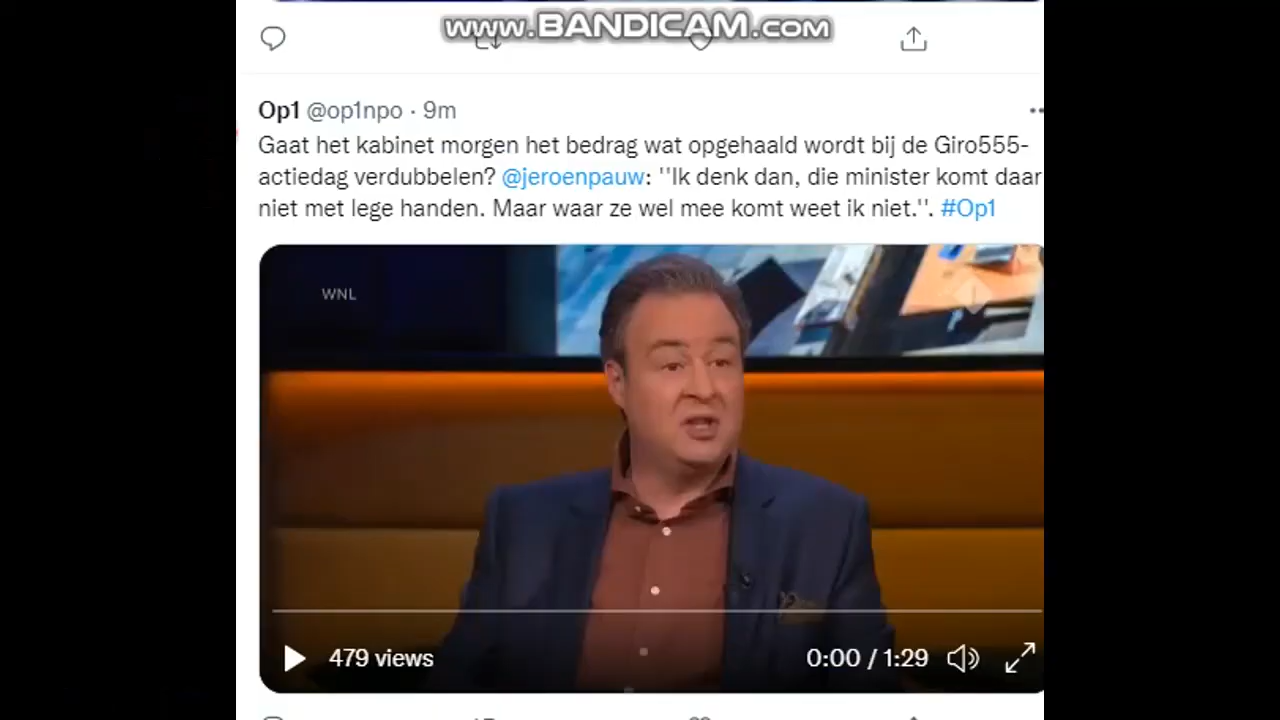 www.BANDICAM.com
Op1 @op1npo · 9m
Gaat het kabinet morgen het bedrag wat opgehaald wordt bij de Giro555-
actiedag verdubbelen? @jeroenpauw: ''Ik denk dan, die minister komt daar
niet met lege handen. Maar waar ze wel mee komt weet ik niet.''. #Op1
WNL
479 views
0:00 / 1:29